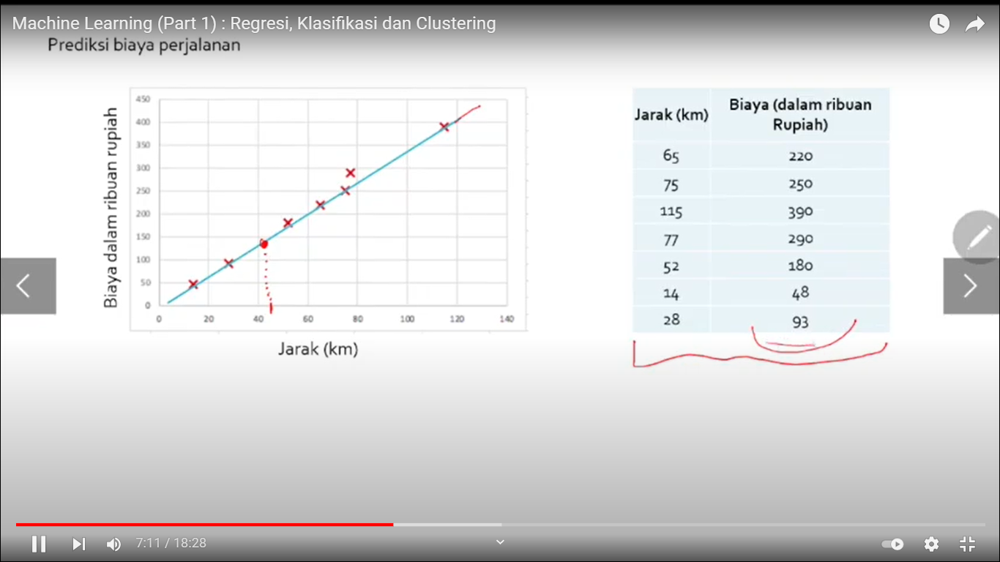 Machine Learning (Part 1) : Regresi, Klasifikasi dan Clustering
Prediksi biaya perjalanan
Biaya dalam ribuan rupiah
450
400
350
300
250
200
150
100
50
0
0 20 40 60 80 100 120 140
Jarak (km)
Jarak (km) Biaya (dalam ribuan
Rupiah)
65 220
75 250
115 390
77 290
52 180
14 48
28 93
7:11 / 18:28